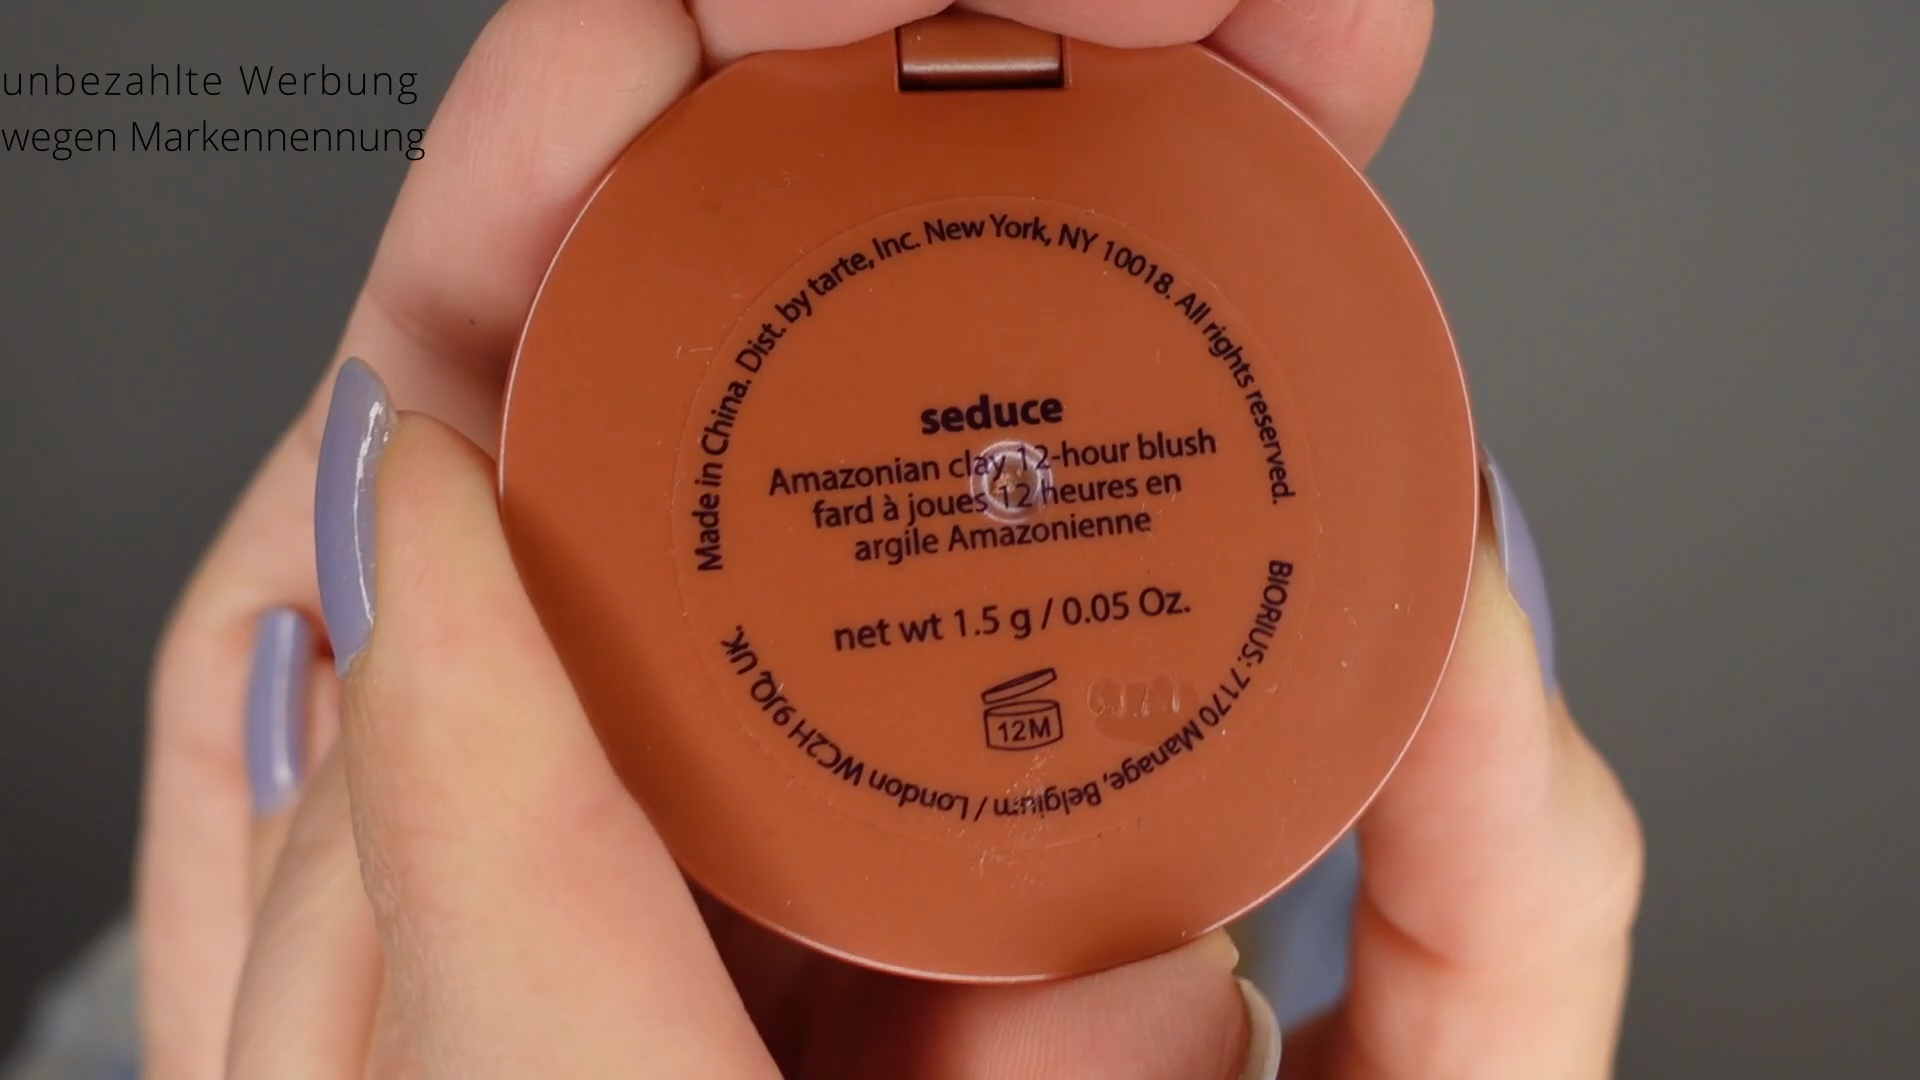 unbezahlte Werbung
wegen Markennennung
Made in China. Dist. by tarte, Inc. New York, NY 10018. All rights reserved.
seduce
Amazonian clay 12-hour blush
fard à joues 12 heures en
argile Amazonienne
net wt 1.5 g / 0.05 Oz.
12M
BIORIUS: 7170 Manage, Belgium / London WC2H 9JQ UK.